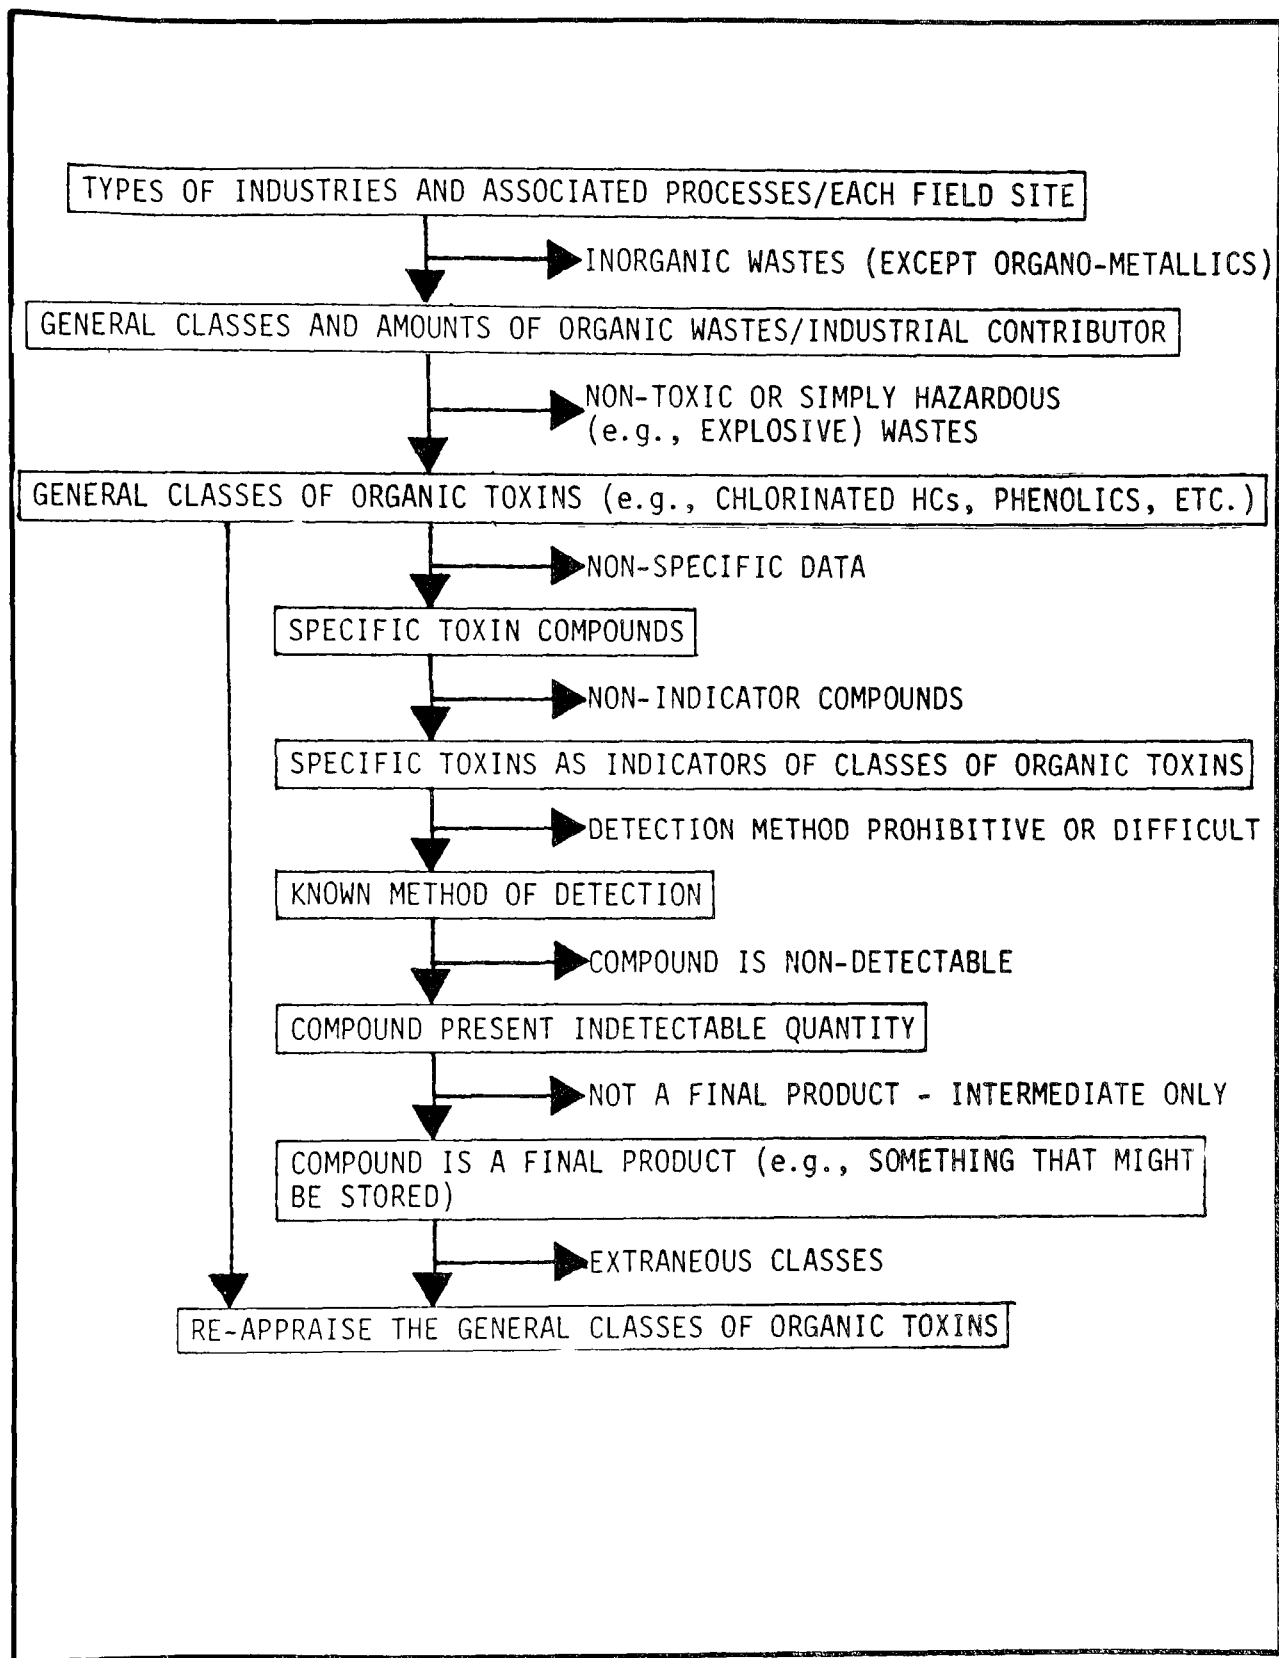 TYPES OF INDUSTRIES AND ASSOCIATED PROCESSES/EACH FIELD SITE
INORGANIC WASTES (EXCEPT ORGANO-METALLICS)
GENERAL CLASSES AND AMOUNTS OF ORGANIC WASTES/INDUSTRIAL CONTRIBUTOR
NON-TOXIC OR SIMPLY HAZARDOUS
(e.g., EXPLOSIVE) WASTES
GENERAL CLASSES OF ORGANIC TOXINS (e.g., CHLORINATED HCs, PHENOLICS, ETC.)
NON-SPECIFIC DATA
SPECIFIC TOXIN COMPOUNDS
NON-INDICATOR COMPOUNDS
SPECIFIC TOXINS AS INDICATORS OF CLASSES OF ORGANIC TOXINS
DETECTION METHOD PROHIBITIVE OR DIFFICULT
KNOWN METHOD OF DETECTION
COMPOUND IS NON-DETECTABLE
COMPOUND PRESENT INDETECTABLE QUANTITY
NOT A FINAL PRODUCT - INTERMEDIATE ONLY
COMPOUND IS A FINAL PRODUCT (e.g., SOMETHING THAT MIGHT
BE STORED)
EXTRANEOUS CLASSES
RE-APPRAISE THE GENERAL CLASSES OF ORGANIC TOXINS